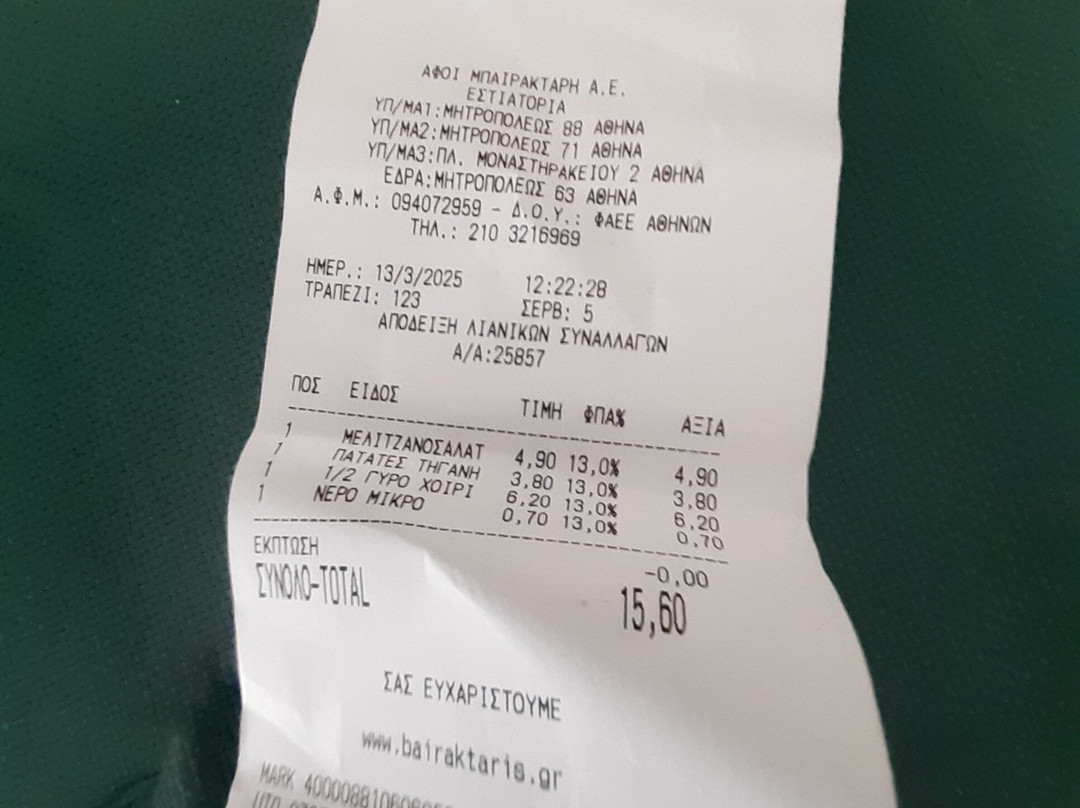 ΑΦΟΙ ΜΠΑΙΡΑΚΤΑΡΗ Α.Ε.
ΕΣΤΙΑΤΟΡΙΑ
ΥΠ/ΜΑ1:ΜΗΤΡΟΠΟΛΕΩΣ 88 ΑΘΗΝΑ
ΥΠ/ΜΑ2:ΜΗΤΡΟΠΟΛΕΩΣ 71 ΑΘΗΝΑ
ΥΠ/ΜΑ3:ΠΛ. ΜΟΝΑΣΤΗΡΑΚΕΙΟΥ 2 ΑΘΗΝΑ
ΕΔΡΑ:ΜΗΤΡΟΠΟΛΕΩΣ 63 ΑΘΗΝΑ
Α.Φ.Μ.: 094072959 - Δ.Ο.Υ.: ΦΑΕΕ ΑΘΗΝΩΝ
ΤΗΛ.: 210 3216969
ΗΜΕΡ.: 13/3/2025 12:22:28
ΤΡΑΠΕΖΙ: 123 ΣΕΡΒ: 5
ΑΠΟΔΕΙΞΗ ΛΙΑΝΙΚΩΝ ΣΥΝΑΛΛΑΓΩΝ
Α/Α:25857
ΠΟΣ ΕΙΔΟΣ ΤΙΜΗ ΦΠΑ% ΑΞΙΑ
1 ΜΕΛΙΤΖΑΝΟΣΑΛΑΤ 4,90 13,0% 4,90
1 ΠΑΤΑΤΕΣ ΤΗΓΑΝΗ 3,80 13,0% 3,80
1 1/2 ΓΥΡΟ ΧΟΙΡΙ 6,20 13,0% 6,20
1 ΝΕΡΟ ΜΙΚΡΟ 0,70 13,0% 0,70
ΕΚΠΤΩΣΗ -0,00
ΣΥΝΟΛΟ-TOTAL 15,60
ΣΑΣ ΕΥΧΑΡΙΣΤΟΥΜΕ
www.bairaktaris.gr
MARK